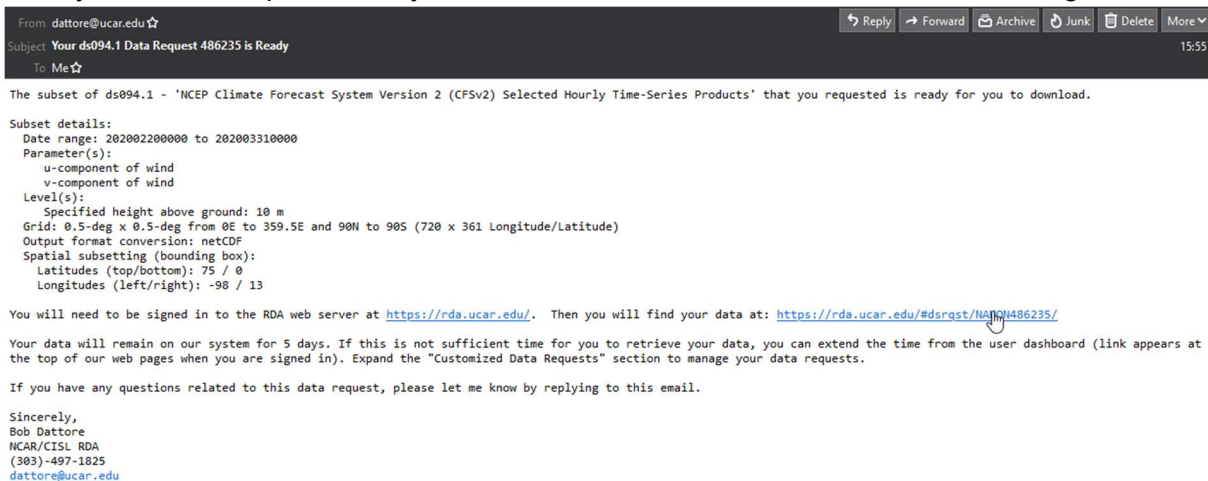 From dattore@ucar.edu
Reply Forward Archive Junk Delete More
Subject Your ds094.1 Data Request 486235 is Ready
15:55
To Me
The subset of ds094.1 - 'NCEP Climate Forecast System Version 2 (CFSv2) Selected Hourly Time-Series Products' that you requested is ready for you to download.
Subset details:
Date range: 202002200000 to 202003310000
Parameter(s):
u-component of wind
v-component of wind
Level(s):
Specified height above ground: 10 m
Grid: 0.5-deg x 0.5-deg from 0E to 359.5E and 90N to 90S (720 x 361 Longitude/Latitude)
Output format conversion: netCDF
Spatial subsetting (bounding box):
Latitudes (top/bottom): 75 / 0
Longitudes (left/right): -98 / 13
You will need to be signed in to the RDA web server at https://rda.ucar.edu/. Then you will find your data at:
Your data will remain on our system for 5 days. If this is not sufficient time for you to retrieve your data, you can extend the time from the user dashboard (link appears at
the top of our web pages when you are signed in). Expand the "Customized Data Requests" section to manage your data requests.
If you have any questions related to this data request, please let me know by replying to this email.
Sincerely,
Bob Dattore
NCAR/CISL RDA
(303)-497-1825
dattore@ucar.edu